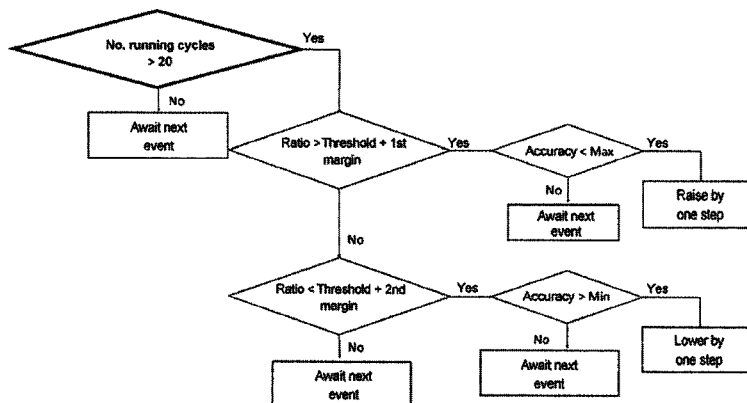 No. running cycles
> 20
Yes
No
Await next
event
Ratio > Threshold + 1st
margin
Yes
Accuracy < Max
Yes
No
Await next
event
Raise by
one step
No
Ratio < Threshold + 2nd
margin
Yes
Accuracy > Min
Yes
No
Await next
event
No
Await next
event
Lower by
one step